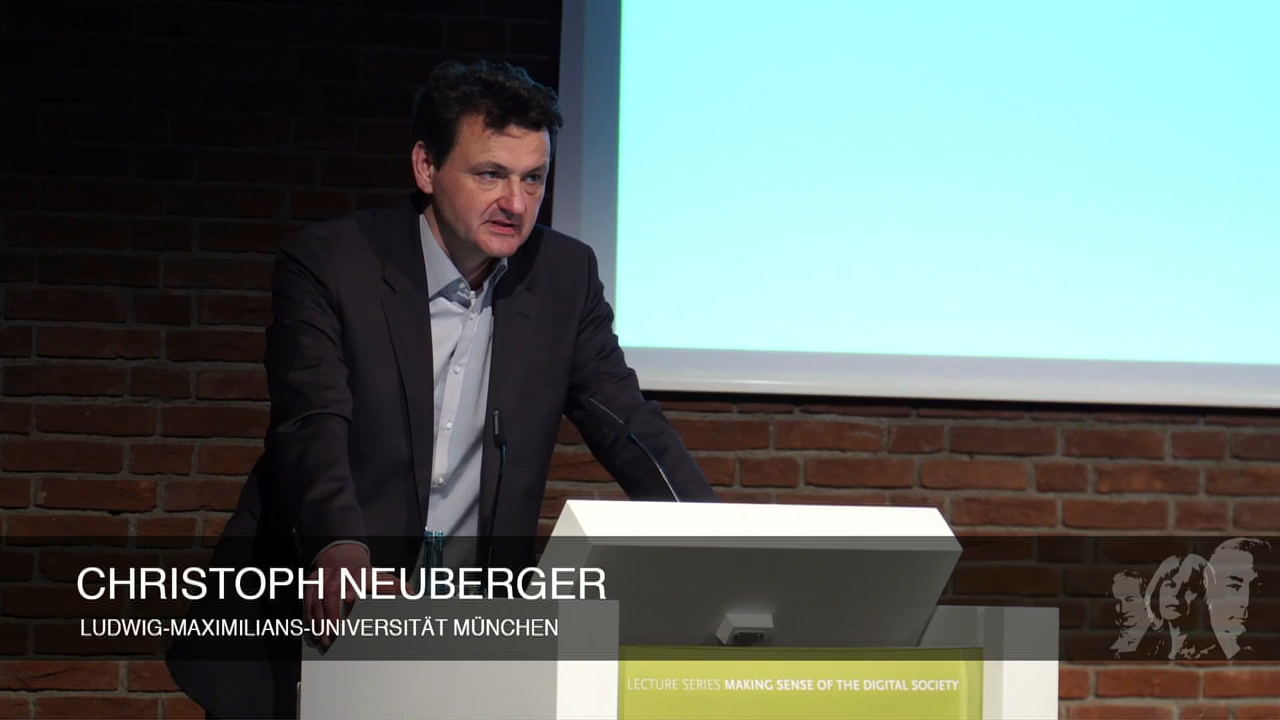 CHRISTOPH NEUBERGER
LUDWIG-MAXIMILIANS-UNIVERSITÄT MÜNCHEN
LECTURE SERIES MAKING SENSE OF THE DIGITAL SOCIETY